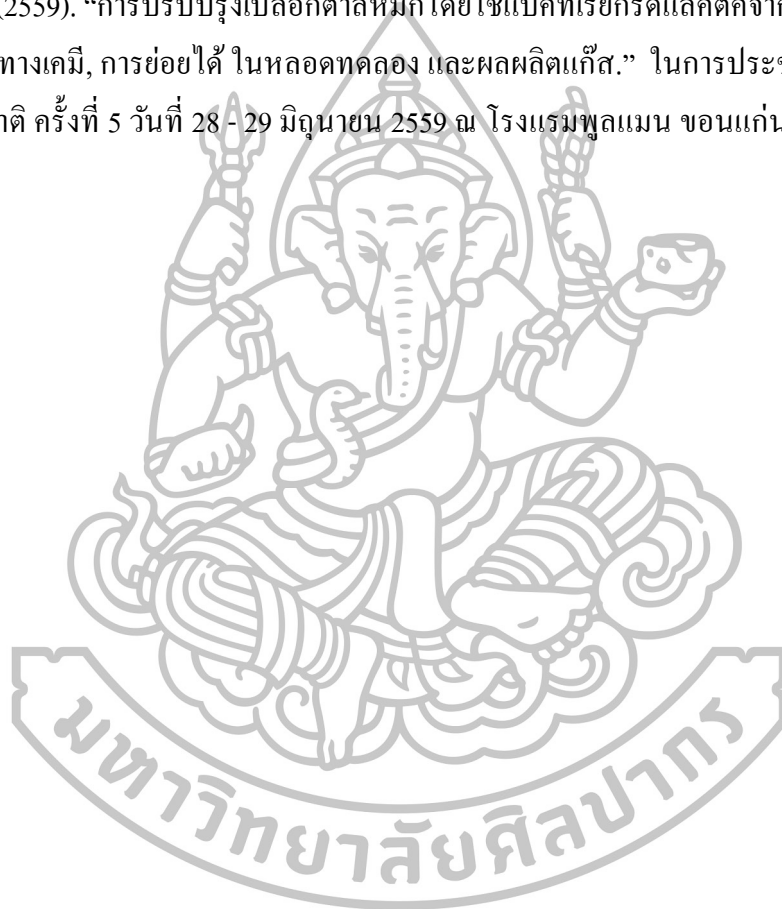 (2559). “การปรับปรุงเปลือกตาลหมักโดยใช้แบคทีเรียกรดแลคติคจาก
ทางเคมี, การย่อยได้ ในหลอดทดลอง และผลผลิตแก๊ส.” ในการประช
าติ ครั้งที่ 5 วันที่ 28 - 29 มิถุนายน 2559 ณ โรงแรมพูลแมน ขอนแก่น
มหาวิทยาลัยศิลปากร